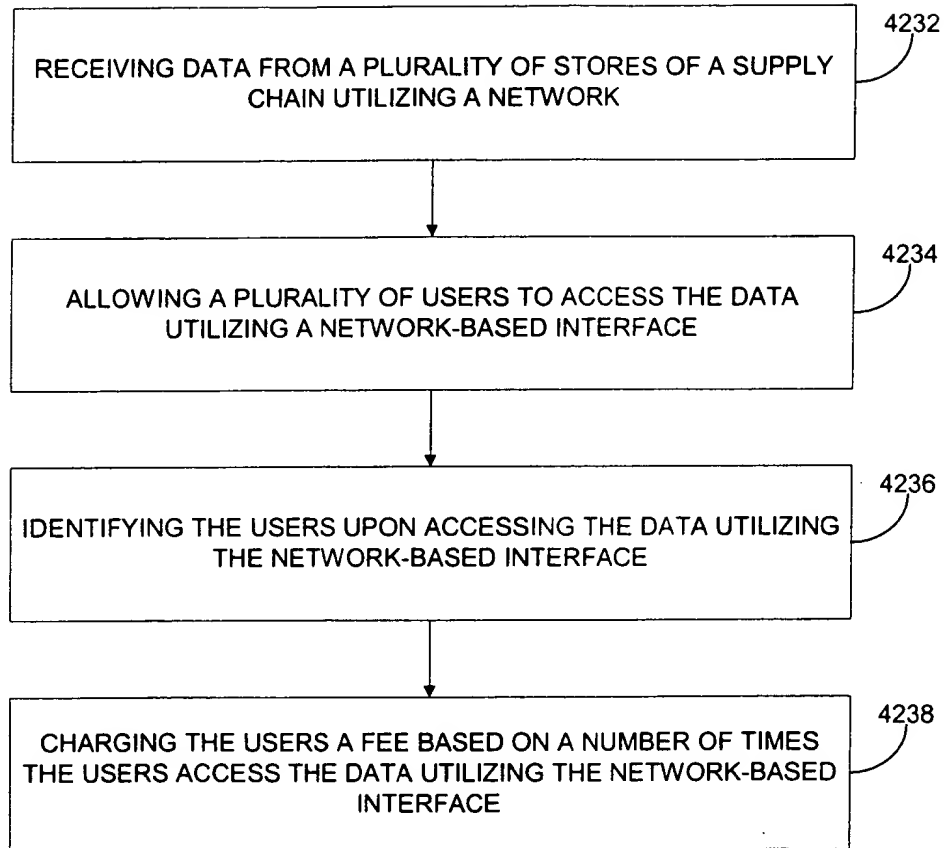 4232
RECEIVING DATA FROM A PLURALITY OF STORES OF A SUPPLY
CHAIN UTILIZING A NETWORK
4234
ALLOWING A PLURALITY OF USERS TO ACCESS THE DATA
UTILIZING A NETWORK-BASED INTERFACE
4236
IDENTIFYING THE USERS UPON ACCESSING THE DATA UTILIZING
THE NETWORK-BASED INTERFACE
4238
CHARGING THE USERS A FEE BASED ON A NUMBER OF TIMES
THE USERS ACCESS THE DATA UTILIZING THE NETWORK-BASED
INTERFACE